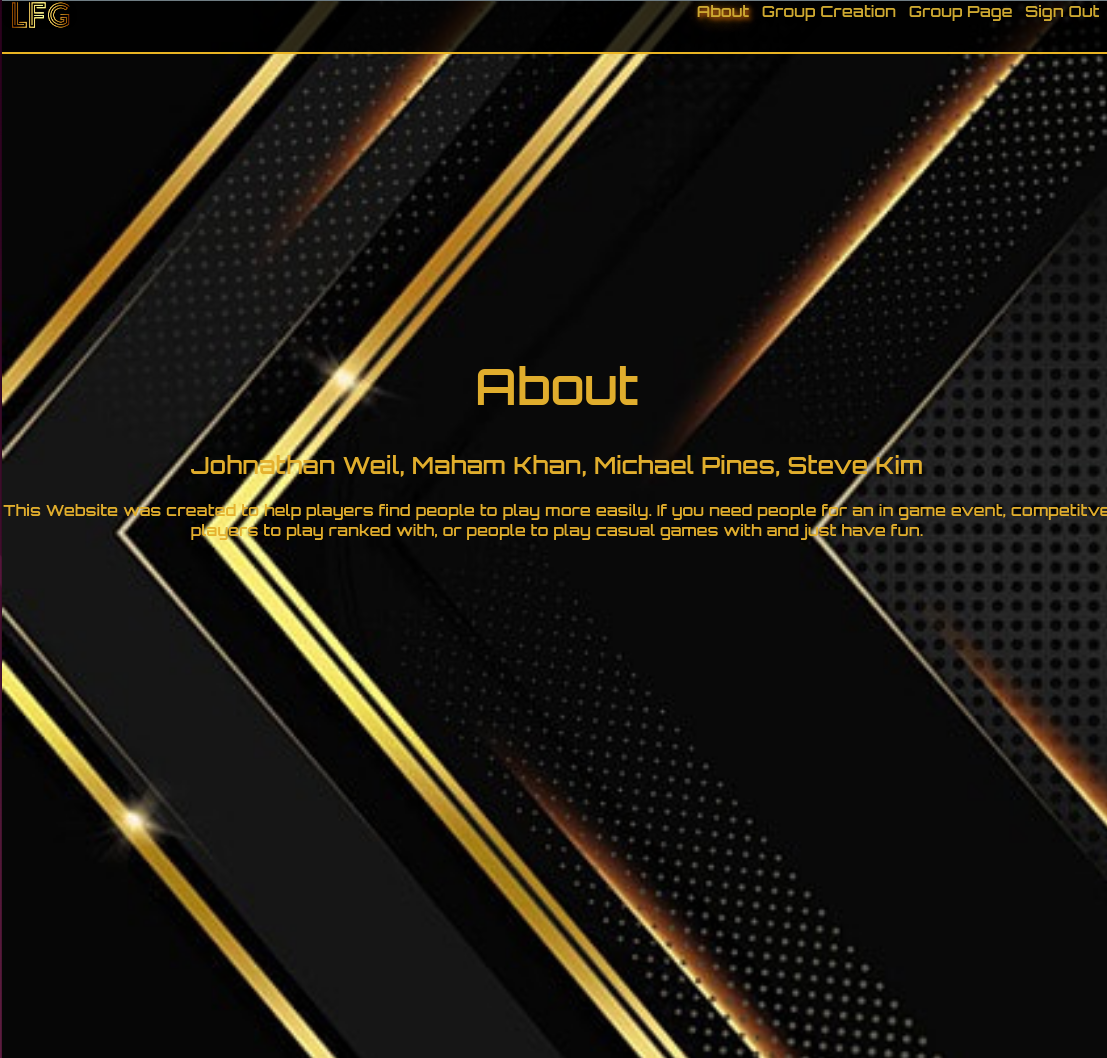 LFG
About Group Creation Group Page Sign Out
About
Johnathan Weil, Maham Khan, Michael Pines, Steve Kim
This Website was created to help players find people to play more easily. If you need people for an in game event, competitve
players to play ranked with, or people to play casual games with and just have fun.